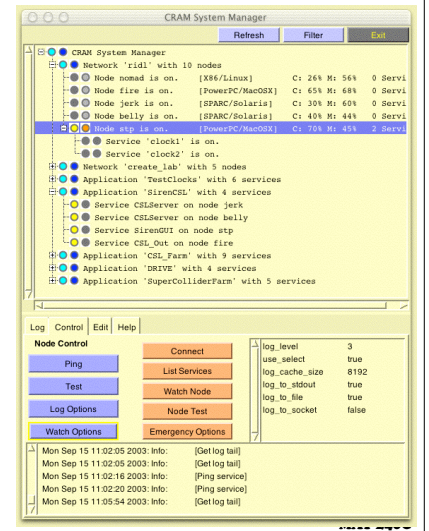 CRAM System Manager
Refresh Filter Exit
CRAM System Manager
Network 'ridl' with 10 nodes
Node nomad is on. [X86/Linux] C: 26% M: 56% 0 Servi
Node fire is on. [PowerPC/MacOSX] C: 65% M: 68% 0 Servi
Node jerk is on. [SPARC/Solaris] C: 30% M: 60% 0 Servi
Node belly is on. [SPARC/Solaris] C: 40% M: 44% 0 Servi
Node stp is on. [PowerPC/MacOSX] C: 70% M: 45% 2 Servi
Service 'clock1' is on.
Service 'clock2' is on.
Network 'create_lab' with 5 nodes
Application 'TestClocks' with 6 services
Application 'SirenCSL' with 4 services
Service CSLServer on node jerk
Service CSLServer on node belly
Service SirenGUI on node stp
Service CSL_Out on node fire
Application 'CSL_Farm' with 9 services
Application 'DRIVE' with 4 services
Application 'SuperColliderFarm' with 5 services
Log Control Edit Help
Node Control
Ping
Test
Log Options
Watch Options
Connect
List Services
Watch Node
Node Test
Emergency Options
log_level 3
use_select true
log_cache_size 8192
log_to_stdout true
log_to_file true
log_to_socket false
Mon Sep 15 11:02:05 2003: Info: [Get log tail]
Mon Sep 15 11:02:05 2003: Info: [Get log tail]
Mon Sep 15 11:02:16 2003: Info: [Ping service]
Mon Sep 15 11:02:20 2003: Info: [Ping service]
Mon Sep 15 11:05:54 2003: Info: [Get log tail]